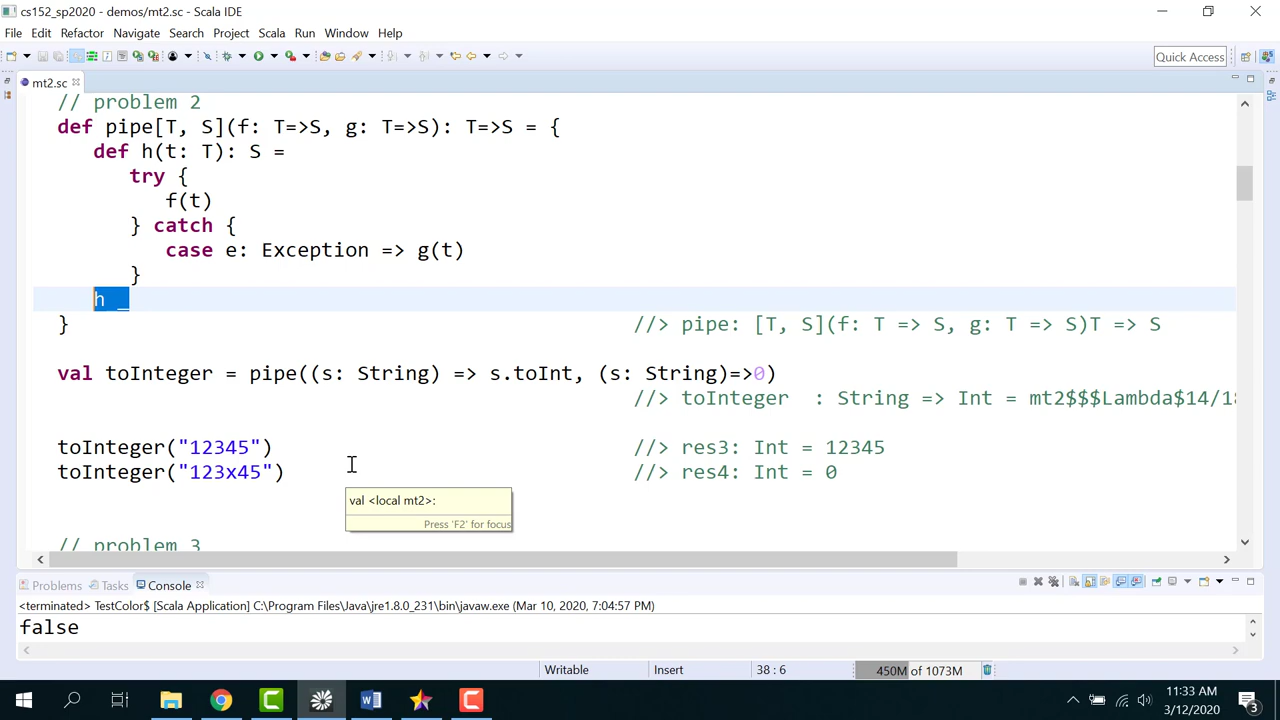 cs152_sp2020 - demos/mt2.sc - Scala IDE
File Edit Refactor Navigate Search Project Scala Run Window Help
Quick Access
mt2.sc
// problem 2
def pipe[T, S](f: T=>S, g: T=>S): T=>S = {
def h(t: T): S =
try {
f(t)
} catch {
case e: Exception => g(t)
}
h _
} //> pipe: [T, S](f: T => S, g: T => S)T => S
val toInteger = pipe((s: String) => s.toInt, (s: String)=>0)
//> toInteger : String => Int = mt2$$$Lambda$14/18
toInteger("12345") //> res3: Int = 12345
toInteger("123x45") //> res4: Int = 0
val <local mt2>:
Press 'F2' for focus
// problem 3
Problems Tasks Console
<terminated> TestColor$ [Scala Application] C:\Program Files\Java\jre1.8.0_231\bin\javaw.exe (Mar 10, 2020, 7:04:57 PM)
false
Writable Insert 38 : 6 450M of 1073M
11:33 AM
3/12/2020
3